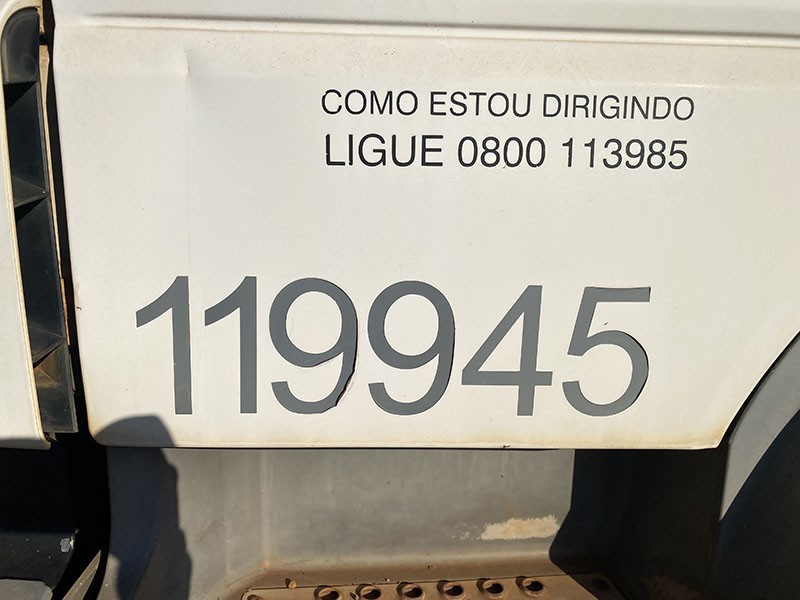 COMO ESTOU DIRIGINDO
LIGUE 0800 113985
119945